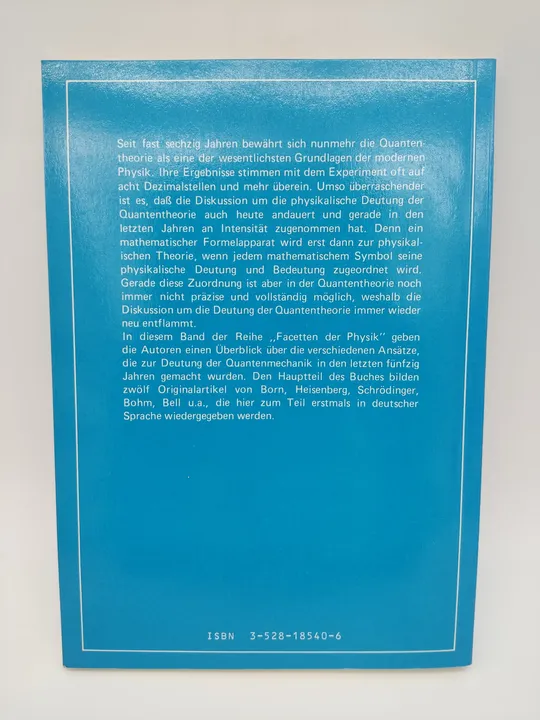 Seit fast sechzig Jahren bewährt sich nunmehr die Quanten-
theorie als eine der wesentlichsten Grundlagen der modernen
Physik. Ihre Ergebnisse stimmen mit dem Experiment oft auf
acht Dezimalstellen und mehr überein. Umso überraschender
ist es, daß die Diskussion um die physikalische Deutung der
Quantentheorie auch heute andauert und gerade in den
letzten Jahren an Intensität zugenommen hat. Denn ein
mathematischer Formelapparat wird erst dann zur physikal-
ischen Theorie, wenn jedem mathematischem Symbol seine
physikalische Deutung und Bedeutung zugeordnet wird.
Gerade diese Zuordnung ist aber in der Quantentheorie noch
immer nicht präzise und vollständig möglich, weshalb die
Diskussion um die Deutung der Quantentheorie immer wieder
neu entflammt.
In diesem Band der Reihe „Facetten der Physik" geben
die Autoren einen Überblick über die verschiedenen Ansätze,
die zur Deutung der Quantenmechanik in den letzten fünfzig
Jahren gemacht wurden. Den Hauptteil des Buches bilden
zwölf Originalartikel von Born, Heisenberg, Schrödinger,
Bohm, Bell u.a., die hier zum Teil erstmals in deutscher
Sprache wiedergegeben werden.
ISBN 3-528-18540-6